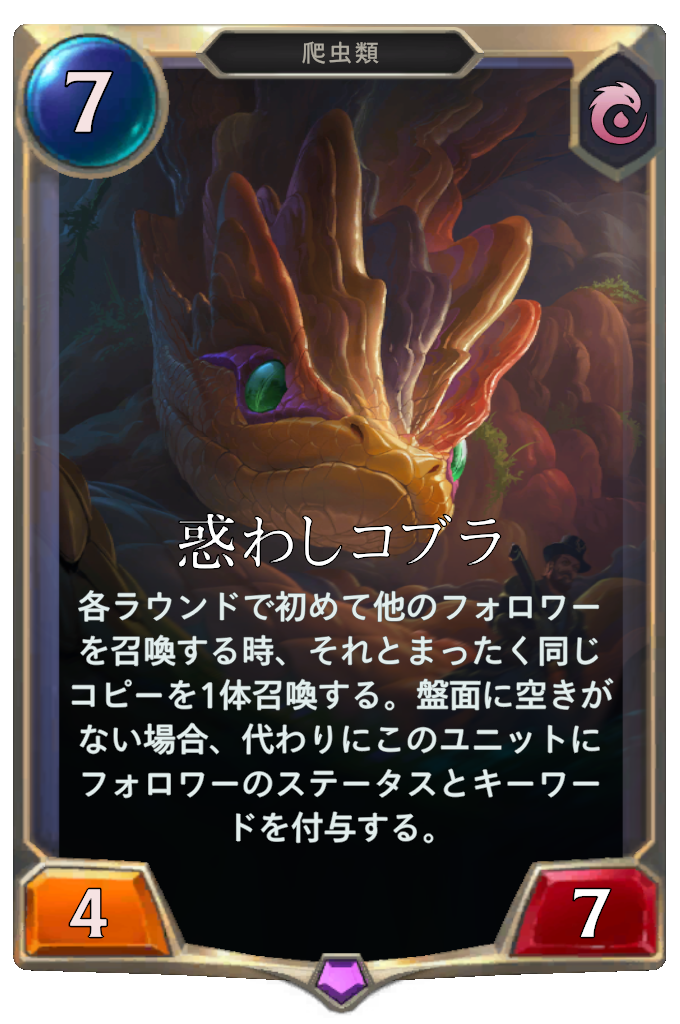 爬虫類
7
惑わしコブラ
各ラウンドで初めて他のフォロワー
を召喚する時、それとまったく同じ
コピーを1体召喚する。盤面に空きが
ない場合、代わりにこのユニットに
フォロワーのステータスとキーワー
ドを付与する。
4
7